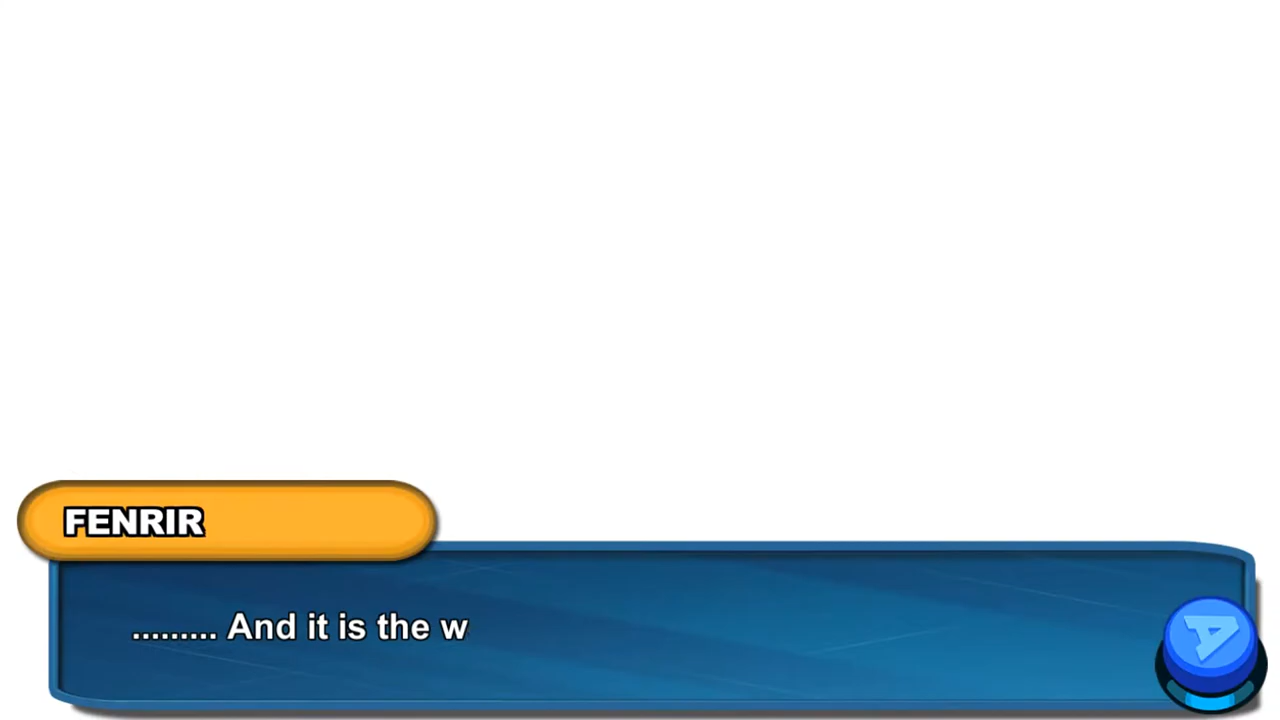 FENRIR
......... And it is the w
A